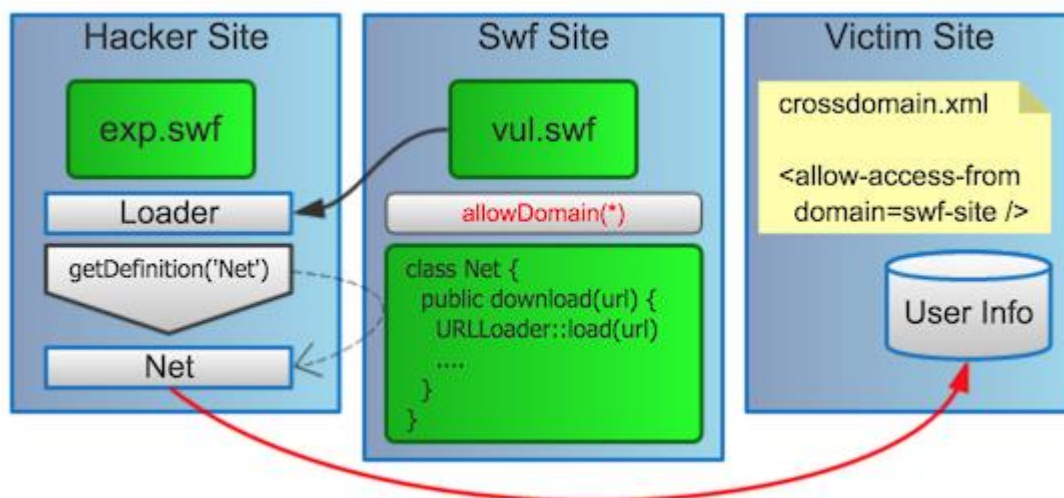 Hacker Site
exp.swf
Loader
getDefinition('Net')
Net
Swf Site
vul.swf
allowDomain(*)
class Net {
public download(url) {
URLLoader::load(url)
....
}
}
Victim Site
crossdomain.xml
<allow-access-from
domain=swf-site />
User Info